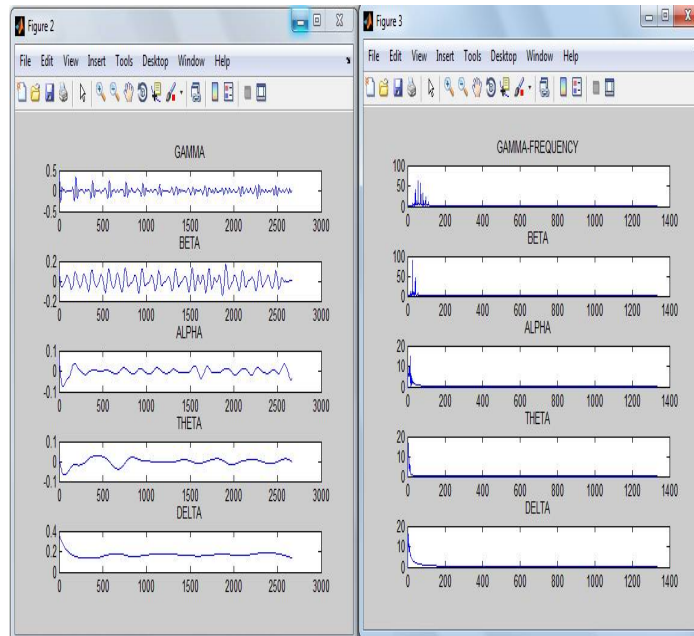 Figure 2
File Edit View Insert Tools Desktop Window Help
GAMMA
0.5
0
-0.5
0 500 1000 1500 2000 2500 3000
BETA
0.2
0
-0.2
0 500 1000 1500 2000 2500 3000
ALPHA
0.1
0
-0.1
0 500 1000 1500 2000 2500 3000
THETA
0.1
0
-0.1
0 500 1000 1500 2000 2500 3000
DELTA
0.4
0.2
0
0 500 1000 1500 2000 2500 3000
Figure 3
File Edit View Insert Tools Desktop Window Help
GAMMA-FREQUENCY
100
50
0
0 200 400 600 800 1000 1200 1400
BETA
100
50
0
0 200 400 600 800 1000 1200 1400
ALPHA
20
10
0
0 200 400 600 800 1000 1200 1400
THETA
20
10
0
0 200 400 600 800 1000 1200 1400
DELTA
20
10
0
0 200 400 600 800 1000 1200 1400